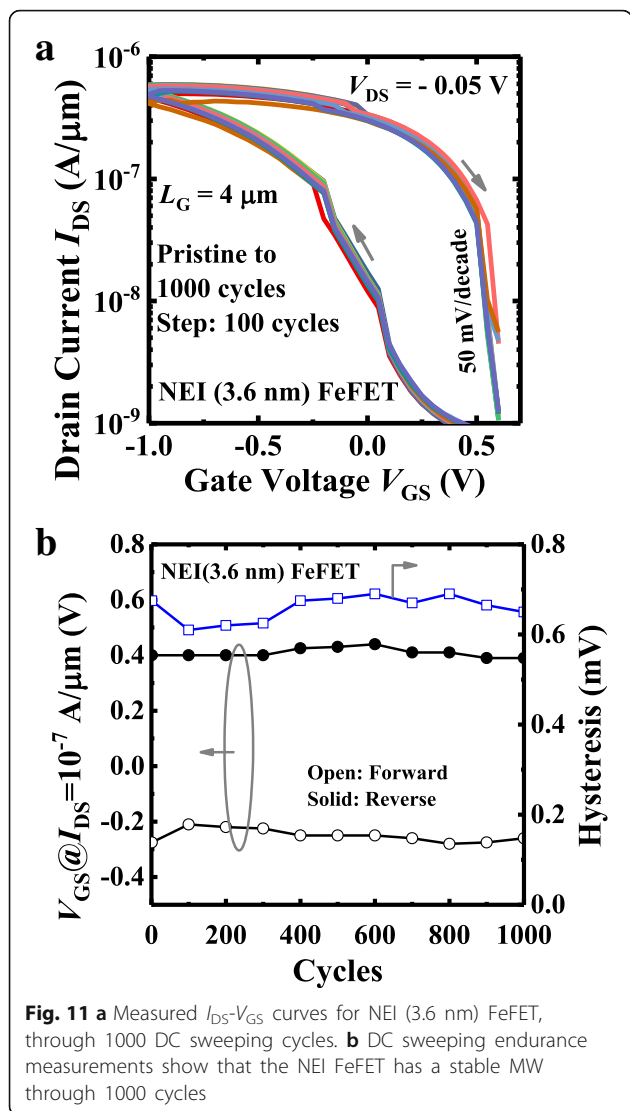 a
10⁻⁶
10⁻⁷
10⁻⁸
10⁻⁹
Drain Current I_DS (A/μm)
V_DS = - 0.05 V
L_G = 4 μm
Pristine to
1000 cycles
Step: 100 cycles
50 mV/decade
NEI (3.6 nm) FeFET
-1.0 -0.5 0.0 0.5
Gate Voltage V_GS (V)
b
0.8
0.6
0.4
0.2
0.0
-0.2
-0.4
V_GS@I_DS=10⁻⁷ A/μm (V)
NEI(3.6 nm) FeFET
Open: Forward
Solid: Reverse
0.8
0.6
0.4
0.2
0.0
Hysteresis (mV)
0 200 400 600 800 1000
Cycles
Fig. 11 a Measured I_DS-V_GS curves for NEI (3.6 nm) FeFET,
through 1000 DC sweeping cycles. b DC sweeping endurance
measurements show that the NEI FeFET has a stable MW
through 1000 cycles